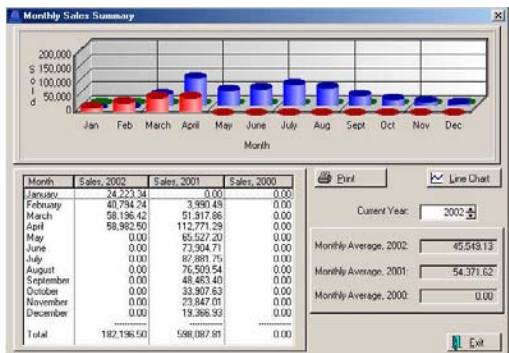 Monthly Sales Summary
200,000
150,000
100,000
50,000
0
Sold
Jan Feb March April May June July Aug Sept Oct Nov Dec
Month
Month Sales, 2002 Sales, 2001 Sales, 2000
January 24,223.34 0.00 0.00
February 40,794.24 3,990.49 0.00
March 58,196.42 51,917.86 0.00
April 58,982.50 112,771.29 0.00
May 0.00 65,527.20 0.00
June 0.00 73,904.71 0.00
July 0.00 87,881.75 0.00
August 0.00 76,509.54 0.00
September 0.00 48,463.40 0.00
October 0.00 33,907.63 0.00
November 0.00 23,847.01 0.00
December 0.00 19,366.93 0.00
Total 182,196.50 598,087.81 0.00
Print Line Chart
Current Year: 2002
Monthly Average, 2002: 45,549.13
Monthly Average, 2001: 54,371.62
Monthly Average, 2000: 0.00
Exit